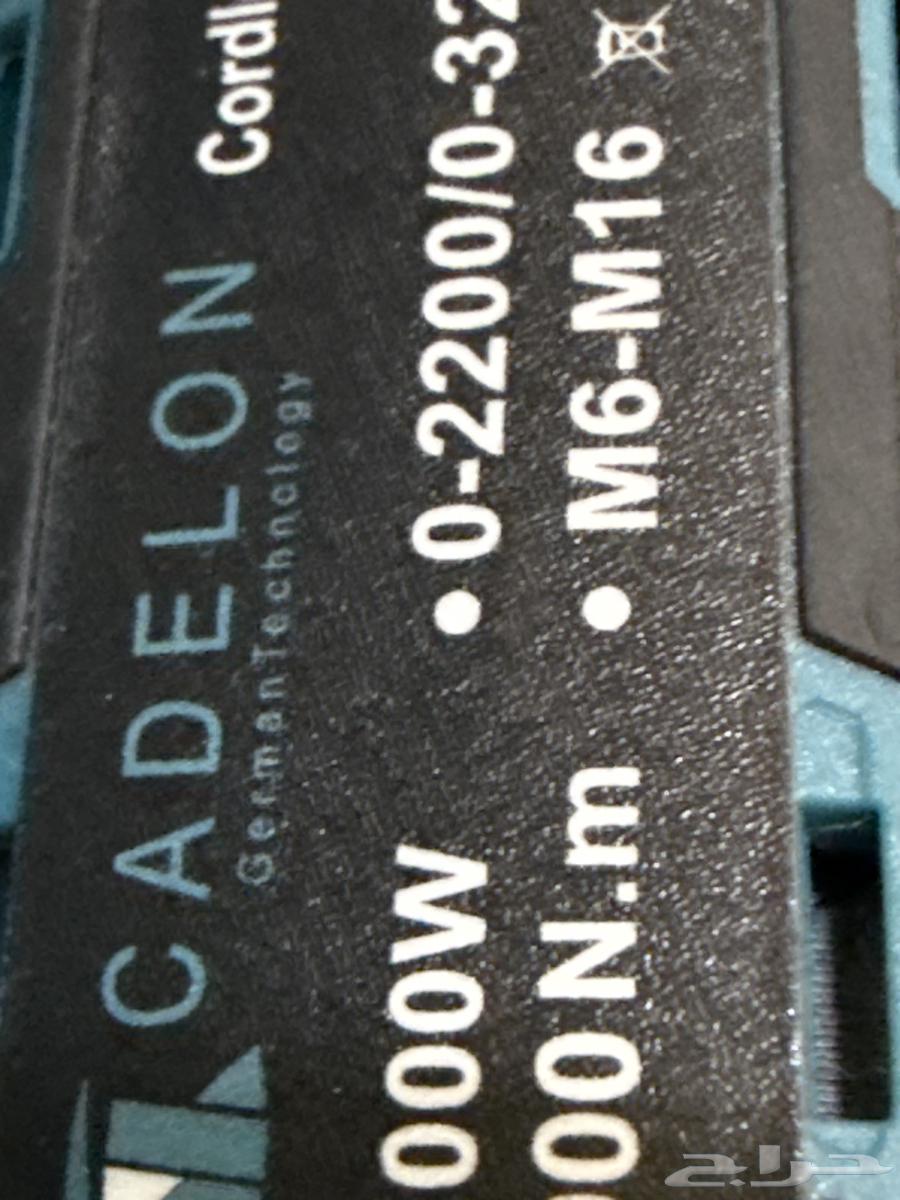 CADELON
GermanTechnology
Cordl
000W
• 0-2200/0-32
00 N.m
• M6-M16
حراج